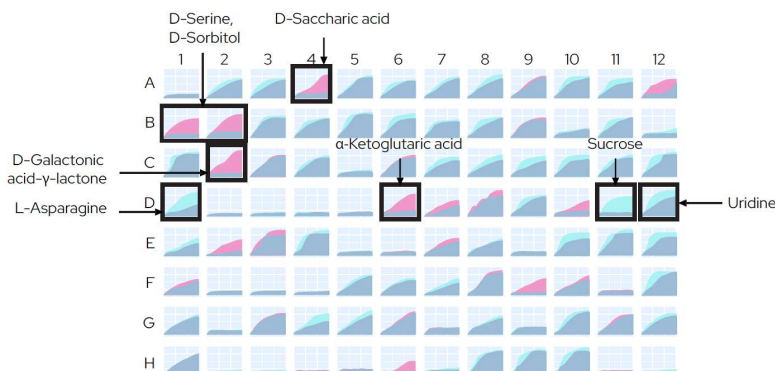 D-Serine,
D-Sorbitol
D-Saccharic acid
1 2 3 4 5 6 7 8 9 10 11 12
A
B
α-Ketoglutaric acid
Sucrose
D-Galactonic
acid-γ-lactone
C
L-Asparagine
D
Uridine
E
F
G
H